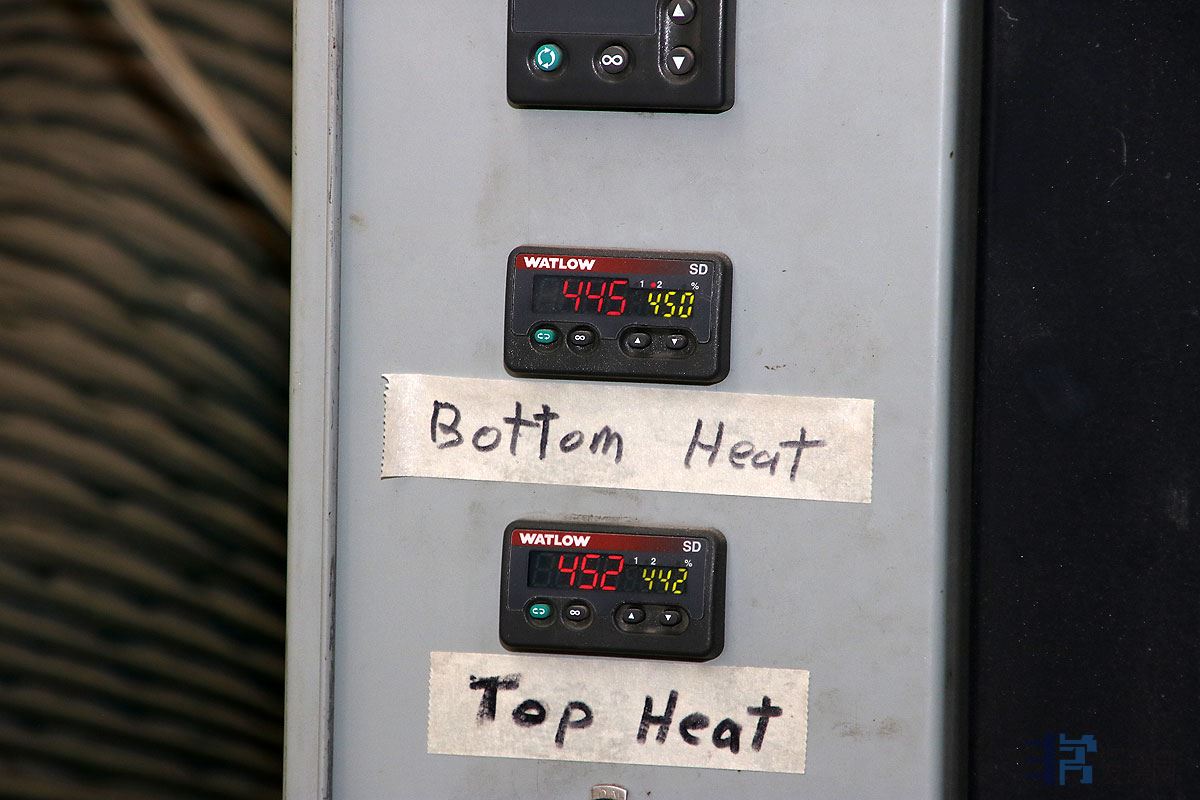 WATLOW
SD
1 2 %
445 450
Bottom Heat
WATLOW
SD
1 2 %
452 442
Top Heat